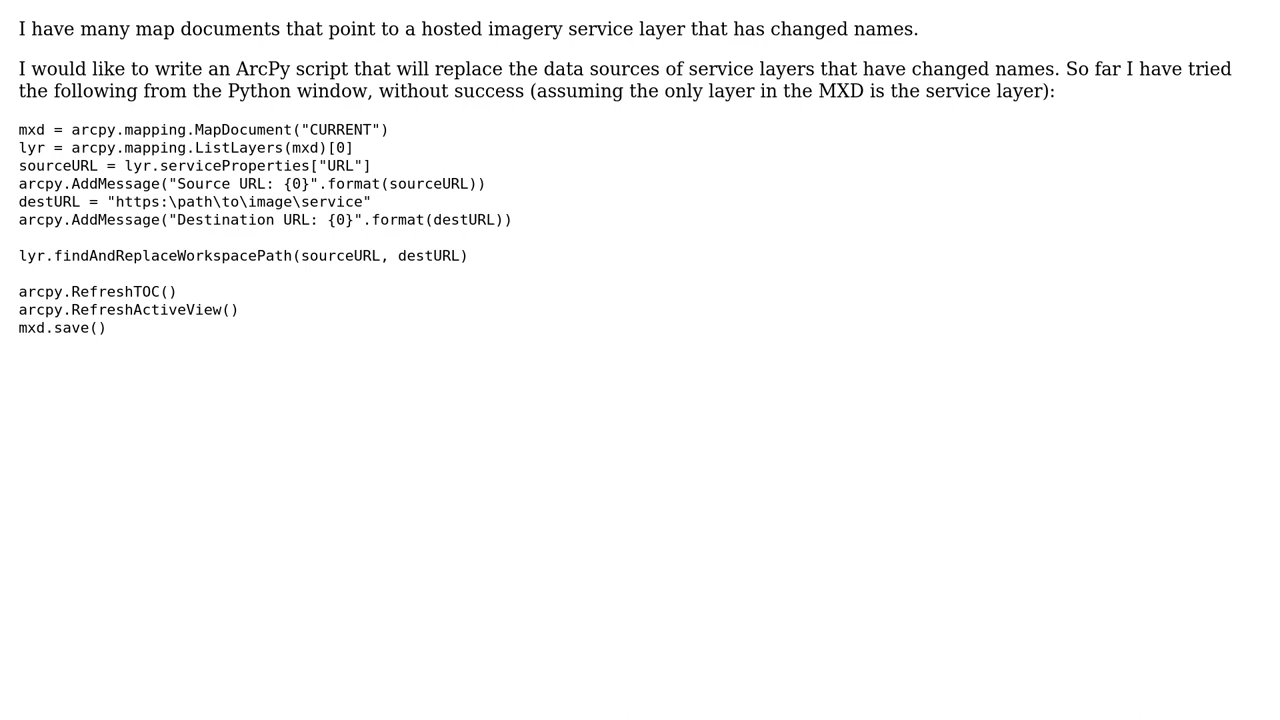 I have many map documents that point to a hosted imagery service layer that has changed names.
I would like to write an ArcPy script that will replace the data sources of service layers that have changed names. So far I have tried
the following from the Python window, without success (assuming the only layer in the MXD is the service layer):
mxd = arcpy.mapping.MapDocument("CURRENT")
lyr = arcpy.mapping.ListLayers(mxd)[0]
sourceURL = lyr.serviceProperties["URL"]
arcpy.AddMessage("Source URL: {0}".format(sourceURL))
destURL = "https:\path\to\image\service"
arcpy.AddMessage("Destination URL: {0}".format(destURL))
lyr.findAndReplaceWorkspacePath(sourceURL, destURL)
arcpy.RefreshTOC()
arcpy.RefreshActiveView()
mxd.save()